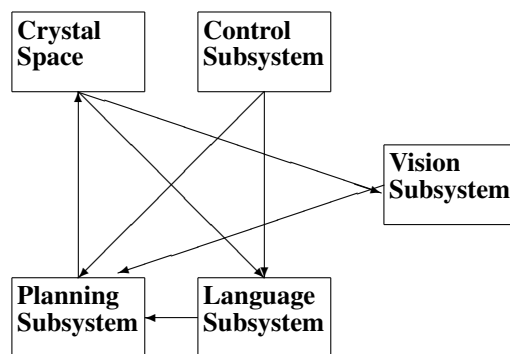 Crystal
Space
Control
Subsystem
Vision
Subsystem
Planning
Subsystem
Language
Subsystem